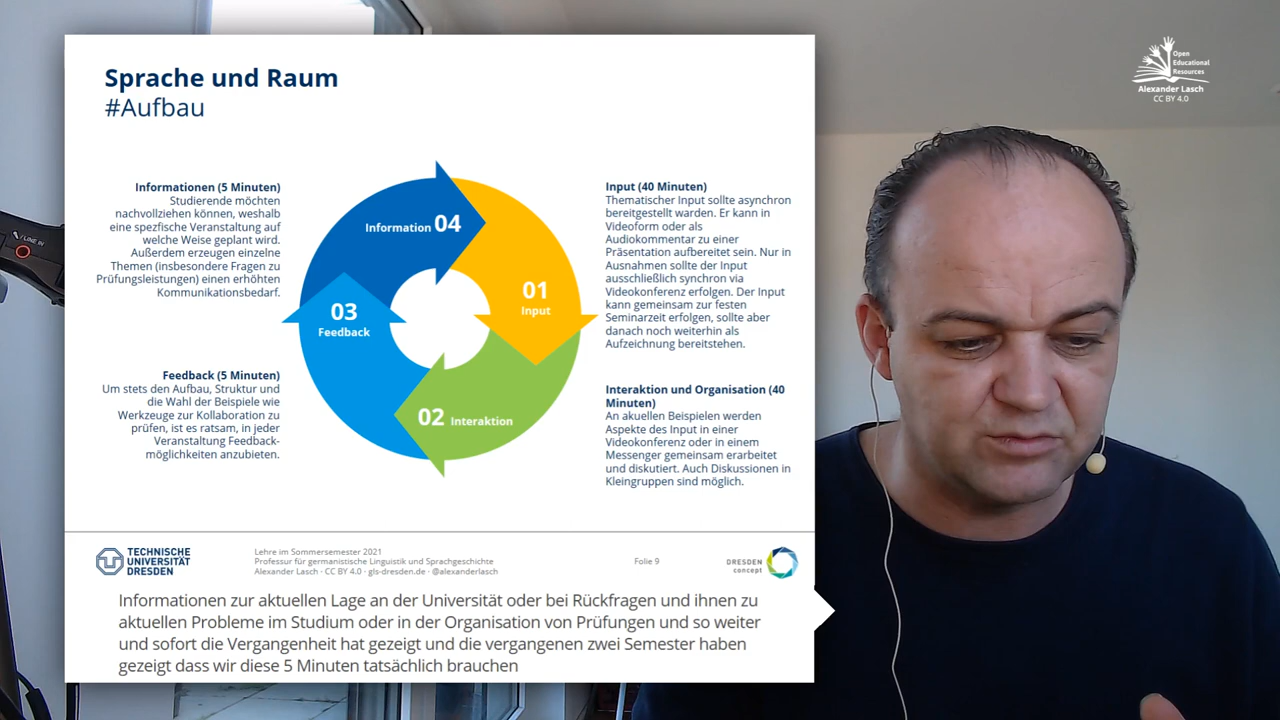 Sprache und Raum
#Aufbau
Informationen (5 Minuten)
Studierende möchten
nachvollziehen können, weshalb
eine spezfische Veranstaltung auf
welche Weise geplant wird.
Außerdem erzeugen einzelne
Themen (insbesondere Fragen zu
Prüfungsleistungen) einen erhöhten
Kommunikationsbedarf.
Feedback (5 Minuten)
Um stets den Aufbau, Struktur und
die Wahl der Beispiele wie
Werkzeuge zur Kollaboration zu
prüfen, ist es ratsam, in jeder
Veranstaltung Feedback-
möglichkeiten anzubieten.
Information 04
01
Input
03
Feedback
02 Interaktion
Input (40 Minuten)
Thematischer Input sollte asynchron
bereitgestellt warden. Er kann in
Videoform oder als
Audiokommentar zu einer
Präsentation aufbereitet sein. Nur in
Ausnahmen sollte der Input
ausschließlich synchron via
Videokonferenz erfolgen. Der Input
kann gemeinsam zur festen
Seminarzeit erfolgen, sollte aber
danach noch weiterhin als
Aufzeichnung bereitstehen.
Interaktion und Organisation (40
Minuten)
An akuellen Beispielen werden
Aspekte des Input in einer
Videokonferenz oder in einem
Messenger gemeinsam erarbeitet
und diskutiert. Auch Diskussionen in
Kleingruppen sind möglich.
TECHNISCHE
UNIVERSITÄT
DRESDEN
Lehre im Sommersemester 2021
Professur für germanistische Linguistik und Sprachgeschichte
Alexander Lasch · CC BY 4.0 · gls-dresden.de · @alexanderlasch
Folie 9
DRESDEN
concept
Informationen zur aktuellen Lage an der Universität oder bei Rückfragen und ihnen zu
aktuellen Probleme im Studium oder in der Organisation von Prüfungen und so weiter
und sofort die Vergangenheit hat gezeigt und die vergangenen zwei Semester haben
gezeigt dass wir diese 5 Minuten tatsächlich brauchen
Open
Educational
Resources
Alexander Lasch
CC BY 4.0
LINE IN